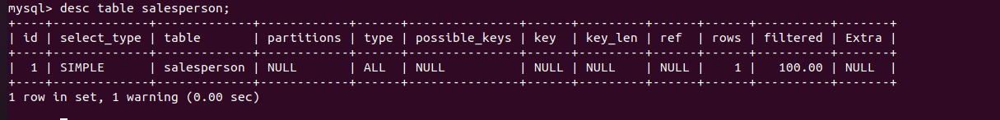 mysql> desc table salesperson;
+----+-------------+-------------+------------+------+---------------+------+---------+------+------+----------+-------+
| id | select_type | table       | partitions | type | possible_keys | key  | key_len | ref  | rows | filtered | Extra |
+----+-------------+-------------+------------+------+---------------+------+---------+------+------+----------+-------+
|  1 | SIMPLE      | salesperson | NULL       | ALL  | NULL          | NULL | NULL    | NULL |    1 |   100.00 | NULL  |
+----+-------------+-------------+------------+------+---------------+------+---------+------+------+----------+-------+
1 row in set, 1 warning (0.00 sec)